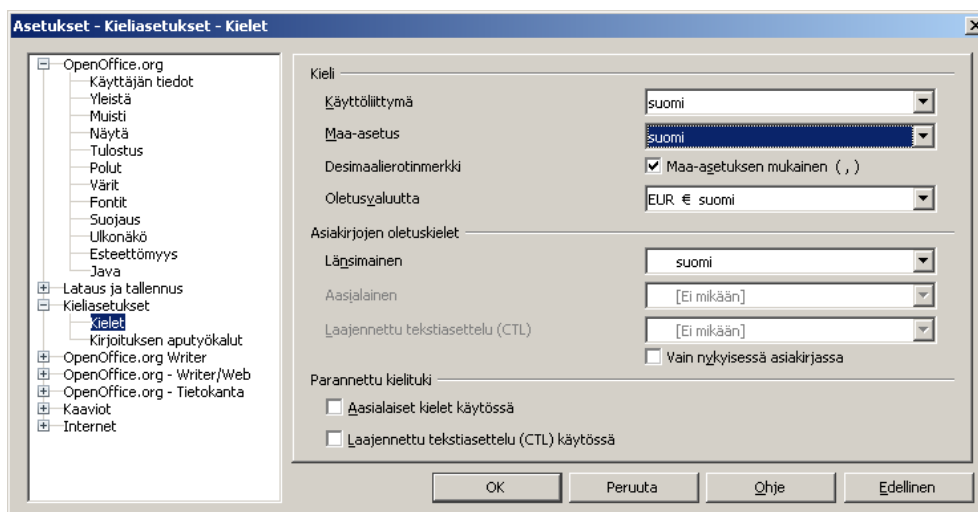 Asetukset - Kieliasetukset - Kielet
OpenOffice.org
Käyttäjän tiedot
Yleistä
Muisti
Näytä
Tulostus
Polut
Värit
Fontit
Suojaus
Ulkonäkö
Esteettömyys
Java
Lataus ja tallennus
Kieliasetukset
Kielet
Kirjoituksen aputyökalut
OpenOffice.org Writer
OpenOffice.org - Writer/Web
OpenOffice.org - Tietokanta
Kaaviot
Internet
Kieli
Käyttöliittymä suomi
Maa-asetus suomi
Desimaalierotinmerkki Maa-asetuksen mukainen ( , )
Oletusvaluutta EUR € suomi
Asiakirjojen oletuskielet
Länsimainen suomi
Aasialainen [Ei mikään]
Laajennettu tekstiasettelu (CTL) [Ei mikään]
Vain nykyisessä asiakirjassa
Parannettu kielituki
Aasialaiset kielet käytössä
Laajennettu tekstiasettelu (CTL) käytössä
OK Peruuta Ohje Edellinen